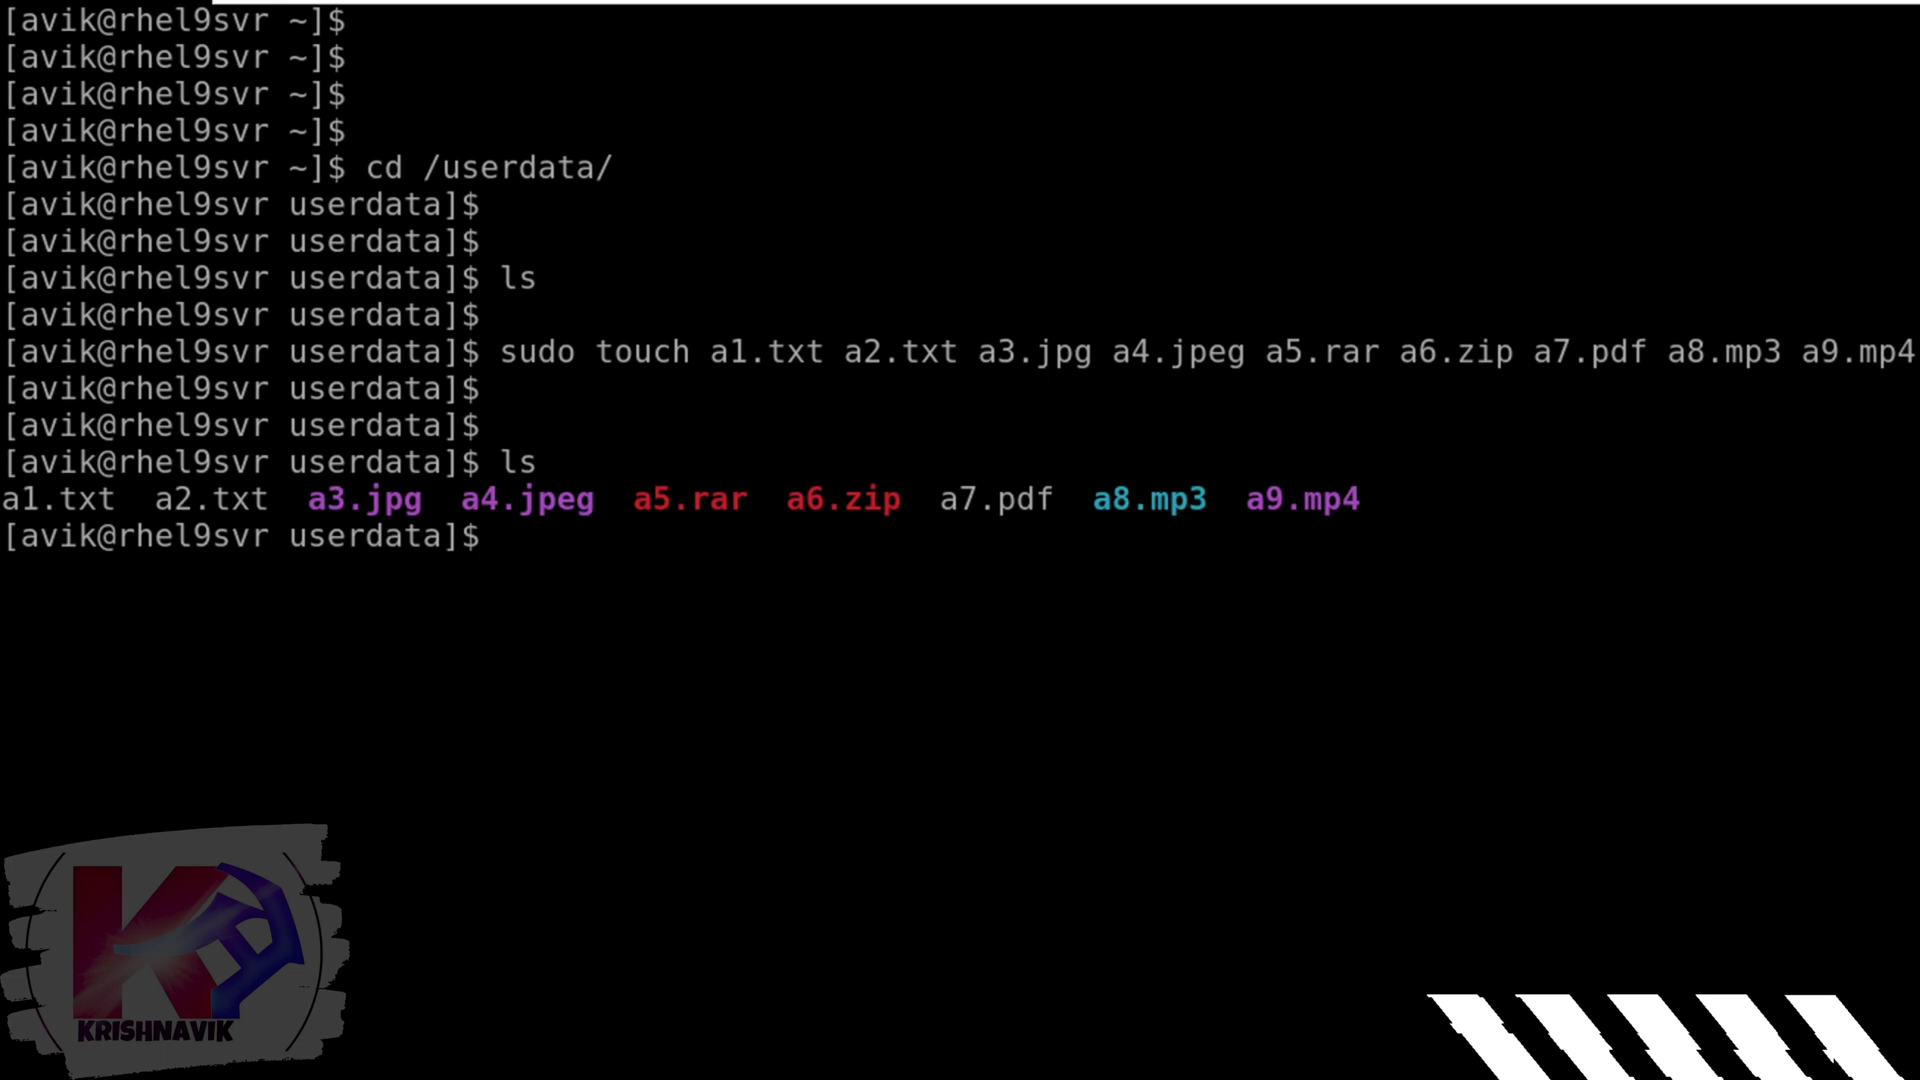 [avik@rhel9svr ~]$
[avik@rhel9svr ~]$
[avik@rhel9svr ~]$
[avik@rhel9svr ~]$
[avik@rhel9svr ~]$ cd /userdata/
[avik@rhel9svr userdata]$
[avik@rhel9svr userdata]$
[avik@rhel9svr userdata]$ ls
[avik@rhel9svr userdata]$
[avik@rhel9svr userdata]$ sudo touch a1.txt a2.txt a3.jpg a4.jpeg a5.rar a6.zip a7.pdf a8.mp3 a9.mp4
[avik@rhel9svr userdata]$
[avik@rhel9svr userdata]$
[avik@rhel9svr userdata]$ ls
a1.txt  a2.txt  a3.jpg  a4.jpeg  a5.rar  a6.zip  a7.pdf  a8.mp3  a9.mp4
[avik@rhel9svr userdata]$
KRISHNAVIK